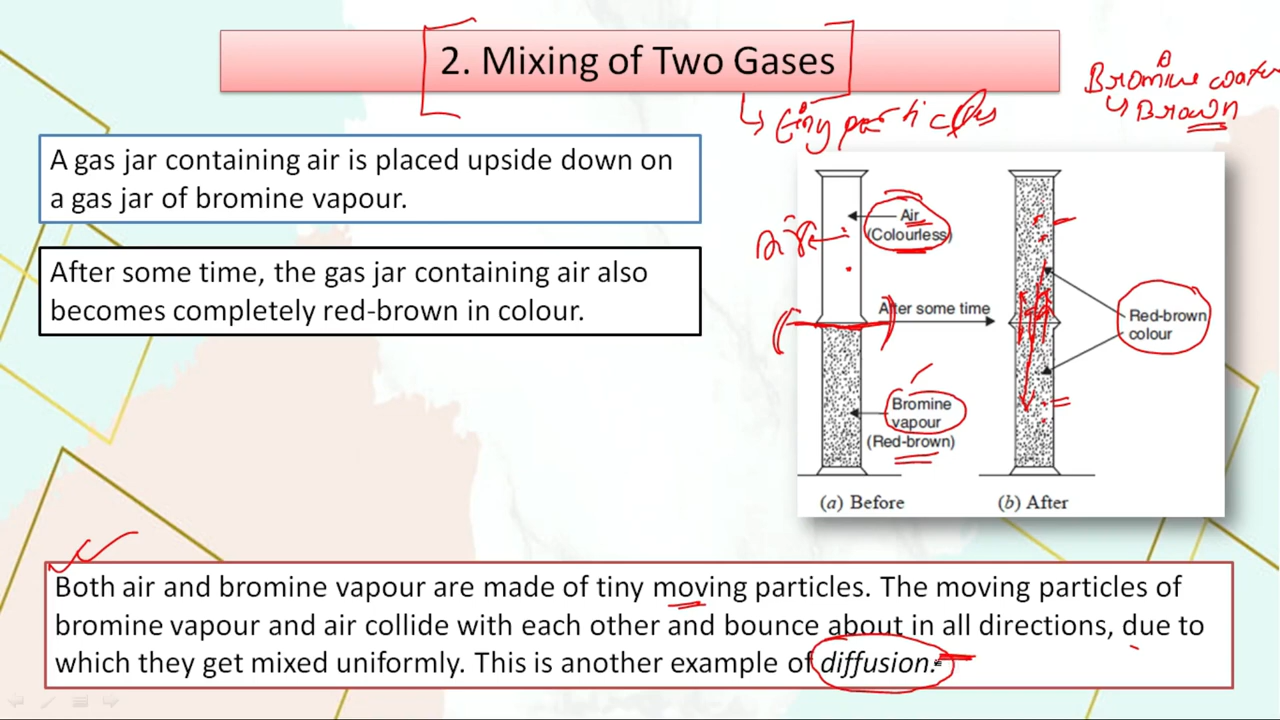 2. Mixing of Two Gases
Bromine water
Brown
tiny particles
A gas jar containing air is placed upside down on
a gas jar of bromine vapour.
After some time, the gas jar containing air also
becomes completely red-brown in colour.
Air
(Colourless)
air
After some time
Red-brown
colour
Bromine
vapour
(Red-brown)
(a) Before
(b) After
Both air and bromine vapour are made of tiny moving particles. The moving particles of
bromine vapour and air collide with each other and bounce about in all directions, due to
which they get mixed uniformly. This is another example of diffusion.